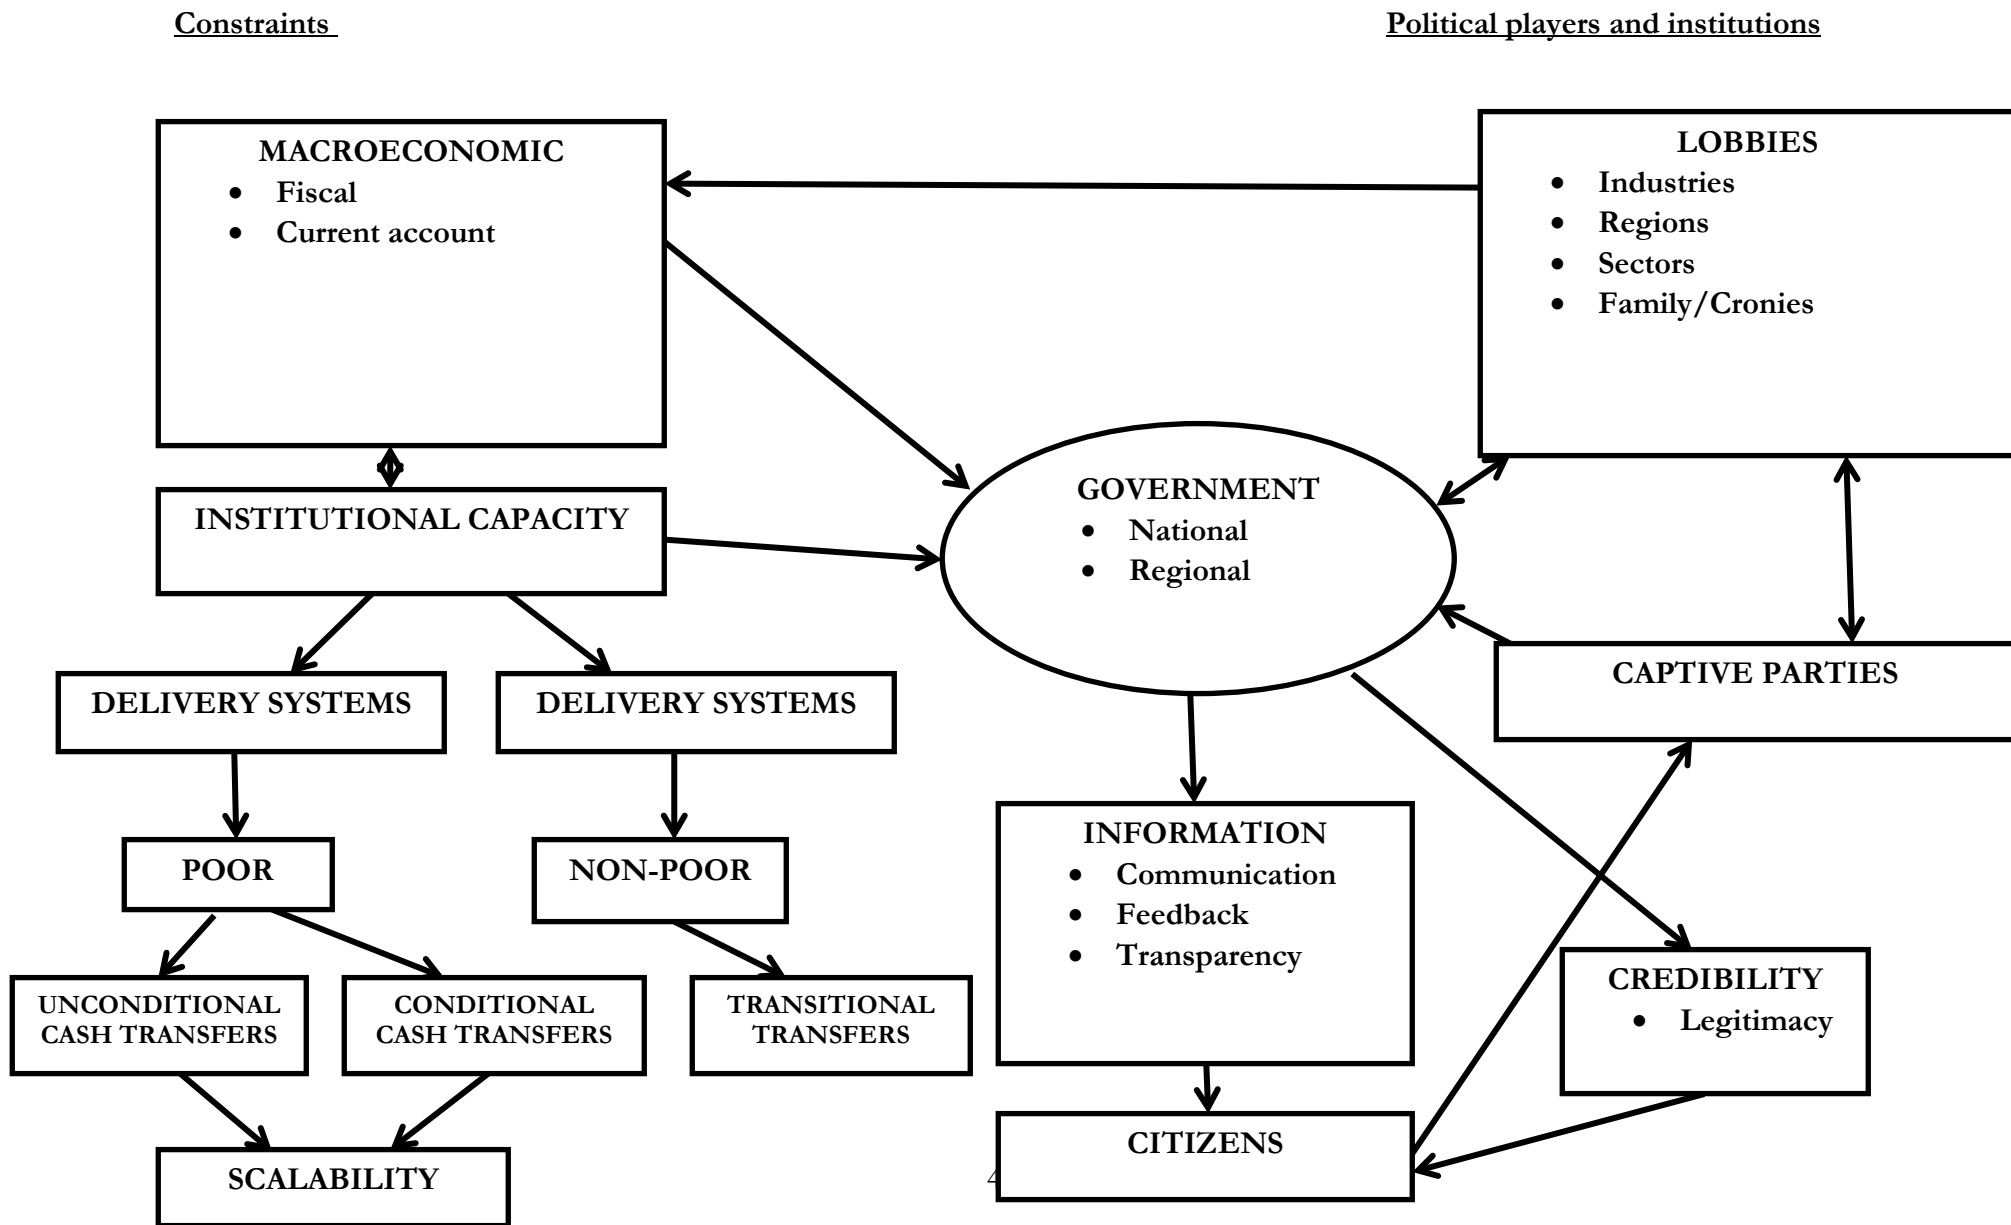 Constraints
Political players and institutions
MACROECONOMIC
• Fiscal
• Current account
LOBBIES
• Industries
• Regions
• Sectors
• Family/Cronies
INSTITUTIONAL CAPACITY
GOVERNMENT
• National
• Regional
DELIVERY SYSTEMS
DELIVERY SYSTEMS
CAPTIVE PARTIES
POOR
NON-POOR
INFORMATION
• Communication
• Feedback
• Transparency
UNCONDITIONAL
CASH TRANSFERS
CONDITIONAL
CASH TRANSFERS
TRANSITIONAL
TRANSFERS
CREDIBILITY
• Legitimacy
SCALABILITY
CITIZENS